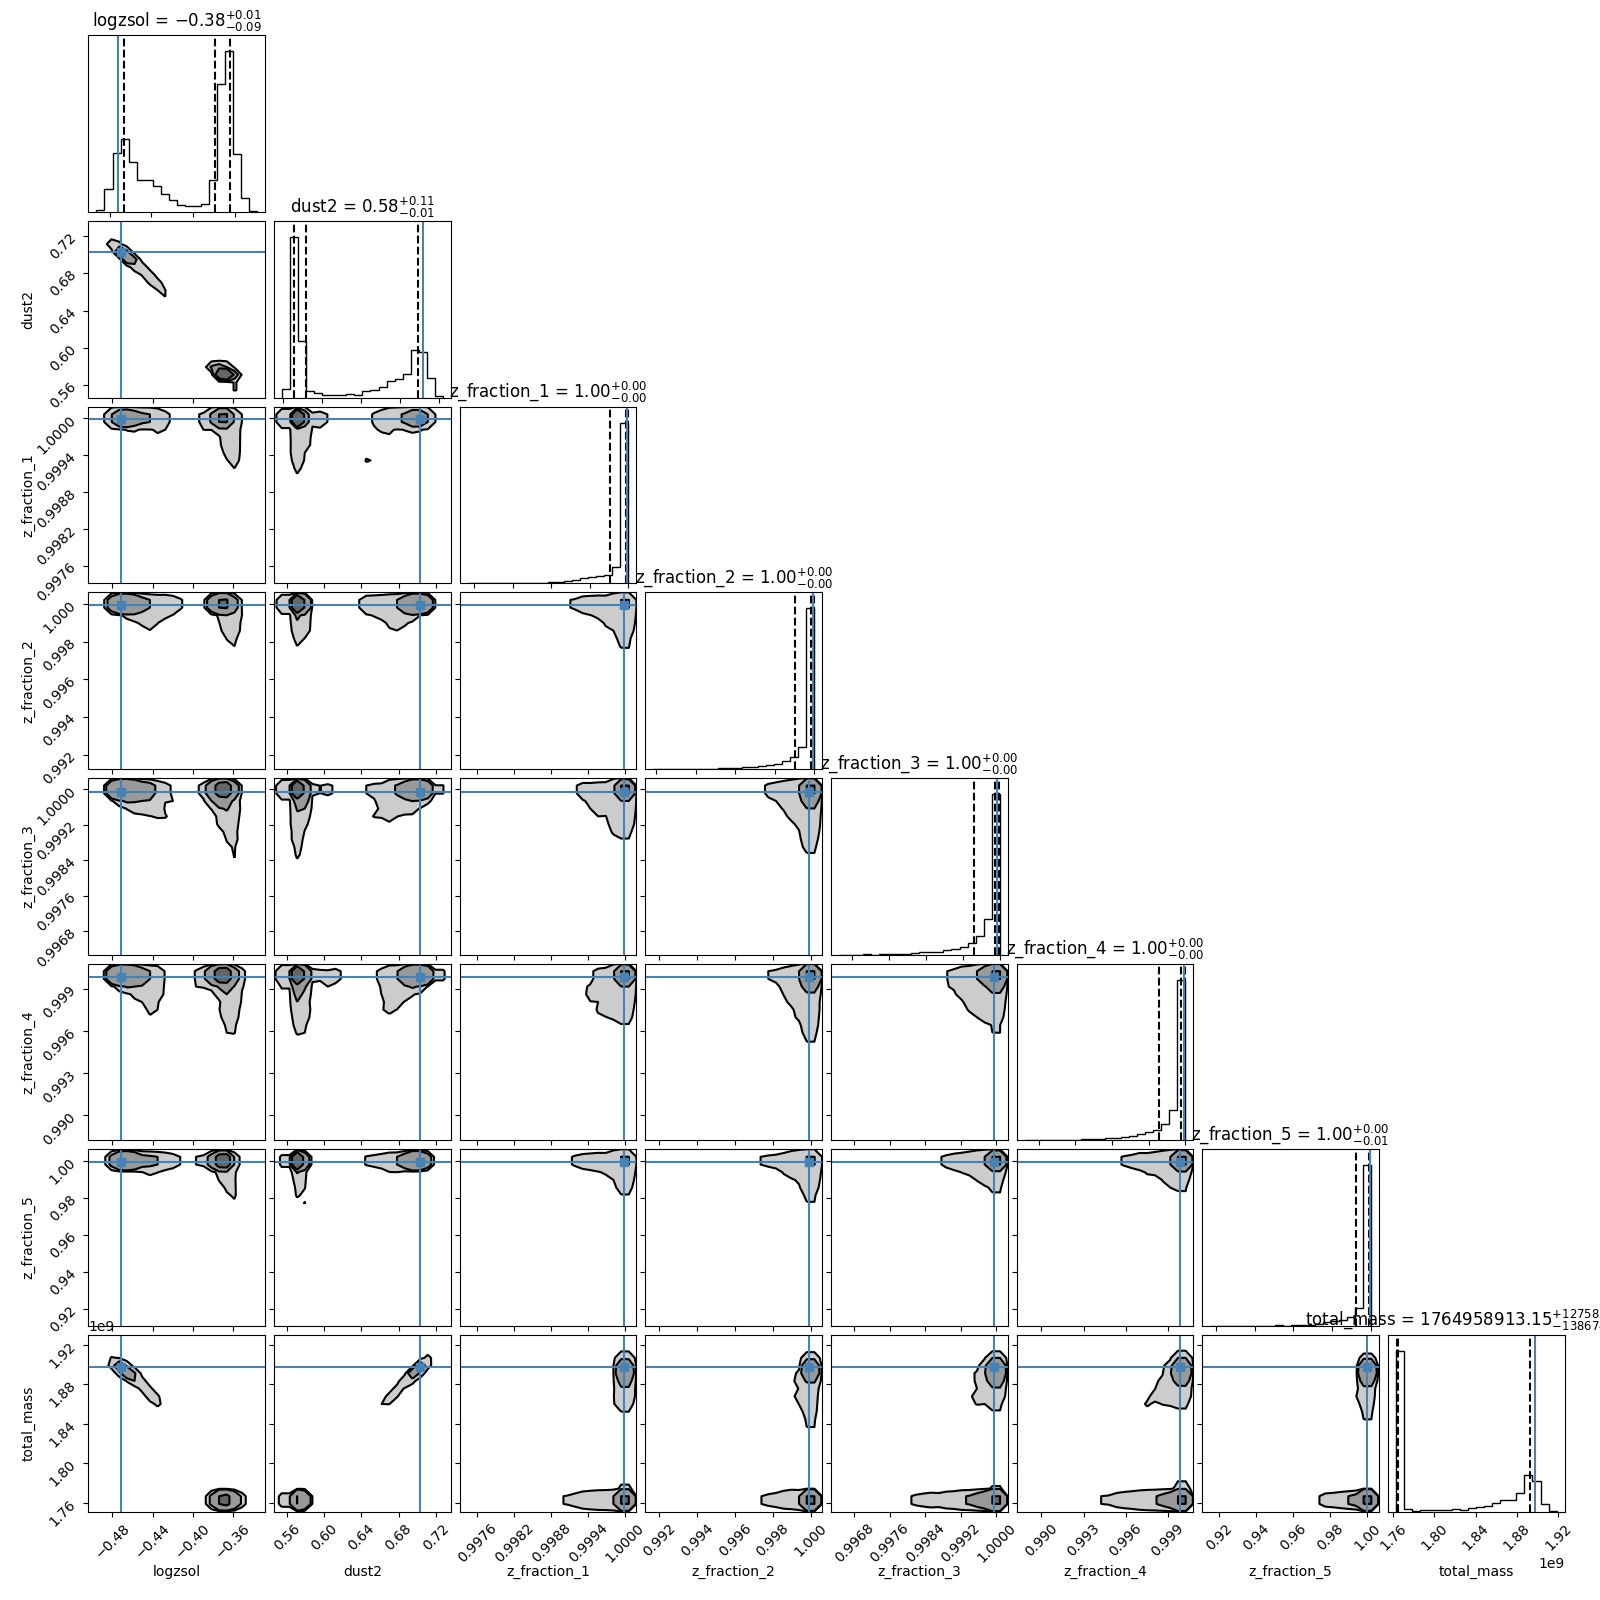 logzsol = −0.38+0.01 −0.09
dust2 = 0.58+0.11 −0.01
0.72
0.68
0.64
0.60
0.56
dust2
z_fraction_1 = 1.00+0.00 −0.00
1.0000
0.9994
0.9988
0.9982
0.9976
z_fraction_1
z_fraction_2 = 1.00+0.00 −0.00
1.000
0.998
0.996
0.994
0.992
z_fraction_2
z_fraction_3 = 1.00+0.00 −0.00
1.0000
0.9992
0.9984
0.9976
0.9968
z_fraction_3
z_fraction_4 = 1.00+0.00 −0.00
0.999
0.996
0.993
0.990
z_fraction_4
z_fraction_5 = 1.00+0.00 −0.01
1.00
0.98
0.96
0.94
0.92
z_fraction_5
total_mass = 1764958913.15+12758 −13867
1e9
1.92
1.88
1.84
1.80
1.76
total_mass
−0.48 −0.44 −0.40 −0.36
0.56 0.60 0.64 0.68 0.72
0.9976 0.9982 0.9988 0.9994 1.0000
0.992 0.994 0.996 0.998 1.000
0.9968 0.9976 0.9984 0.9992 1.0000
0.990 0.993 0.996 0.999
0.92 0.94 0.96 0.98 1.00
1.76 1.80 1.84 1.88 1.92
1e9
logzsol dust2 z_fraction_1 z_fraction_2 z_fraction_3 z_fraction_4 z_fraction_5 total_mass